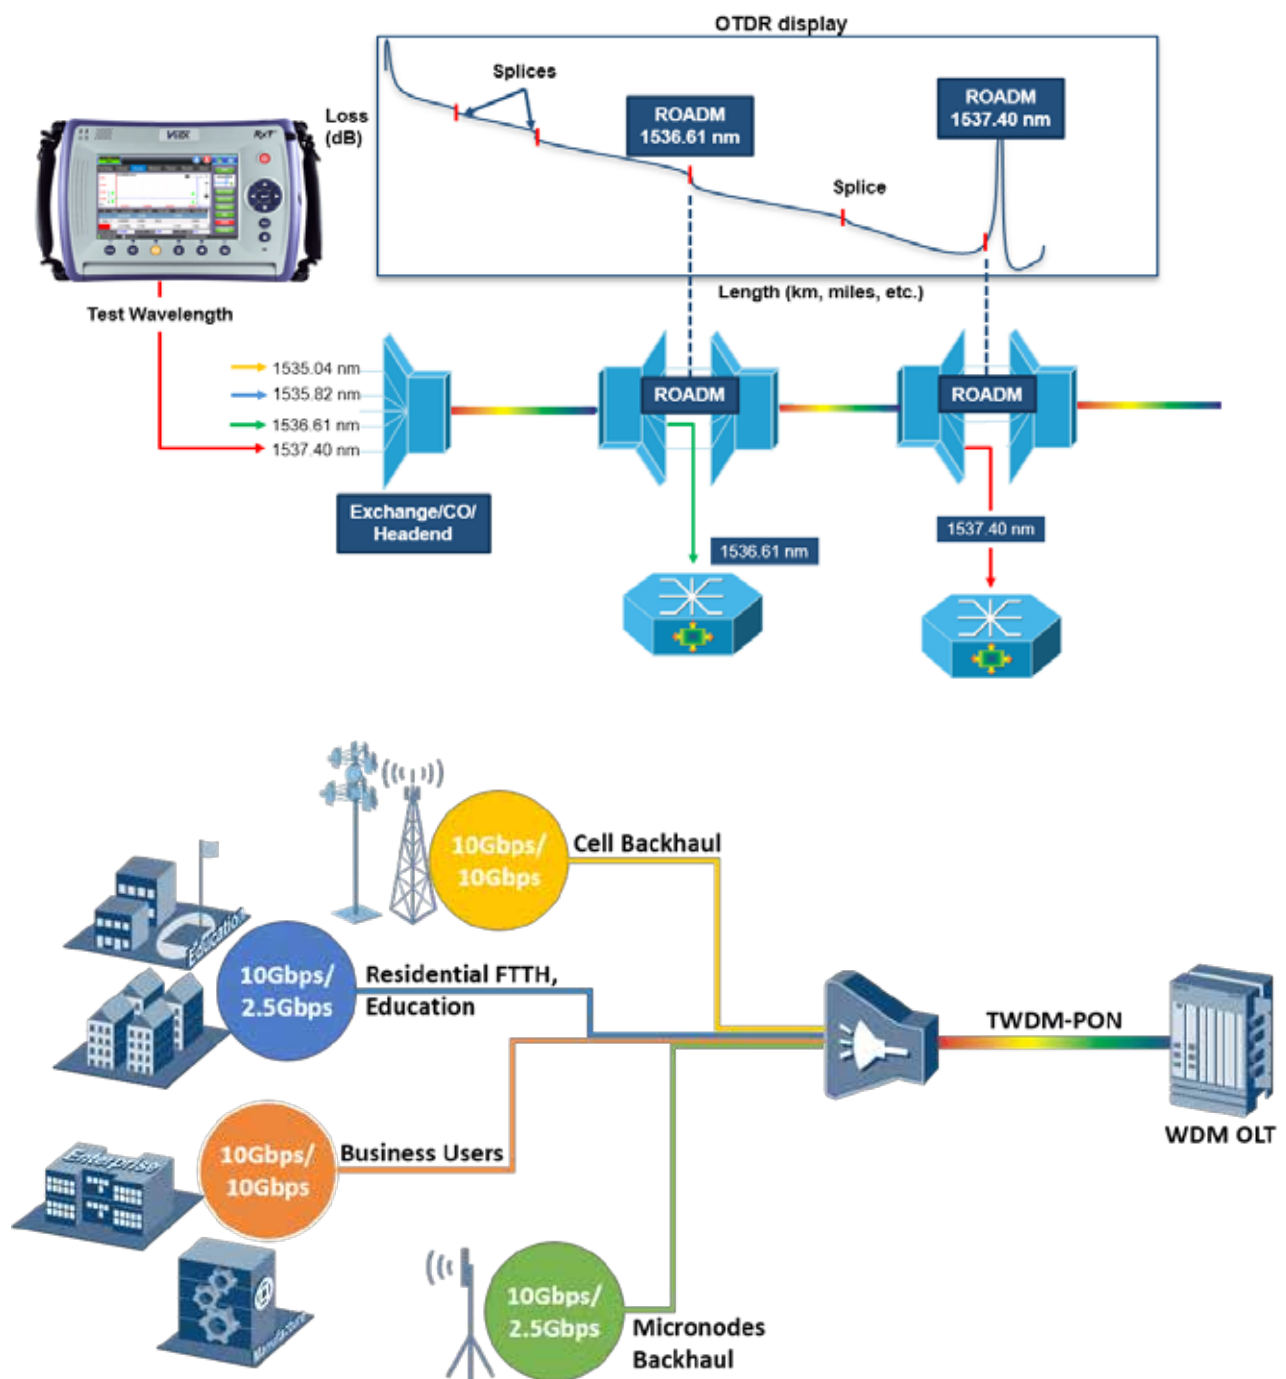 OTDR display
Splices
ROADM
1536.61 nm
ROADM
1537.40 nm
Loss
(dB)
VeEX
RXT
Splice
Length (km, miles, etc.)
Test Wavelength
1535.04 nm
1535.82 nm
1536.61 nm
1537.40 nm
ROADM
ROADM
Exchange/CO/
Headend
1536.61 nm
1537.40 nm
10Gbps/
10Gbps
Cell Backhaul
Education
10Gbps/
2.5Gbps
Residential FTTH,
Education
TWDM-PON
WDM OLT
Enterprise
10Gbps/
10Gbps
Business Users
10Gbps/
2.5Gbps
Micronodes
Backhaul